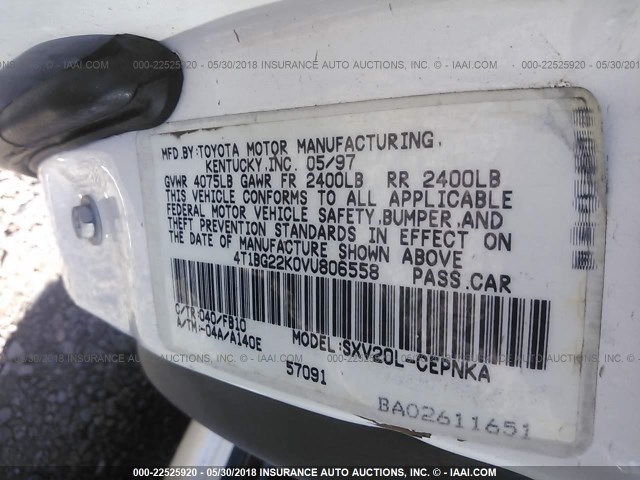 000-22525920 - 05/30/2018 - INSURANCE AUTO AUCTIONS, INC. - © - WWW.IAAI.COM
MFD.BY:TOYOTA MOTOR MANUFACTURING,
KENTUCKY.INC. 05/97
GVWR 4075LB GAWR FR 2400LB RR 2400LB
THIS VEHICLE CONFORMS TO ALL APPLICABLE
FEDERAL MOTOR VEHICLE SAFETY,BUMPER,AND
THEFT PREVENTION STANDARDS IN EFFECT ON
THE DATE OF MANUFACTURE SHOWN ABOVE.
4T1BG22K0VU806558 PASS.CAR
C/TR:040/FB10
A/TM:-04A/A140E MODEL:SXV20L-CEPNKA
57091
BA02611651
000-22525920 - 05/30/2018 - INSURANCE AUTO AUCTIONS, INC. - © - WWW.IAAI.COM